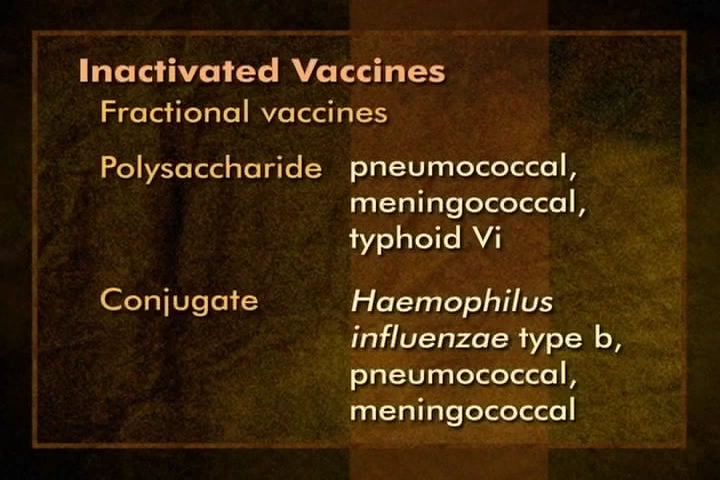 Inactivated Vaccines
Fractional vaccines
Polysaccharide pneumococcal,
meningococcal,
typhoid Vi
Conjugate Haemophilus
influenzae type b,
pneumococcal,
meningococcal